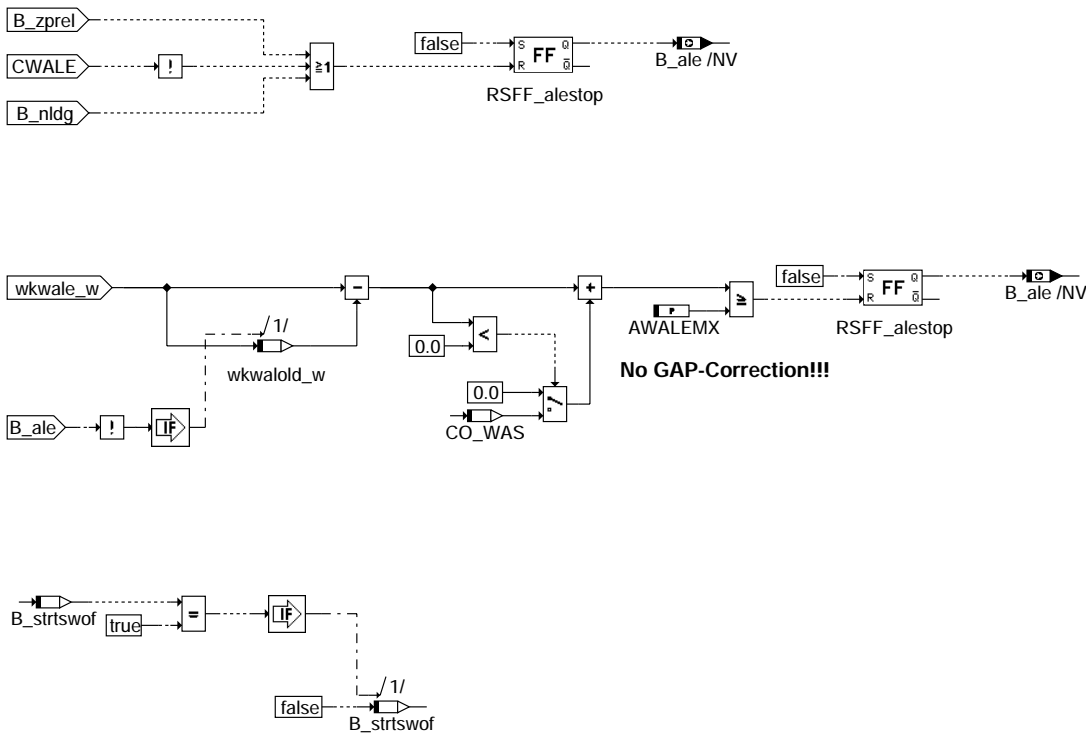 B_zprel
CWALE
!
B_nldg
≥1
false
S Q
FF
R Q̅
RSFF_alestop
B_ale /NV
wkwale_w
/1/
wkwalold_w
B_ale
!
IF
-
<
0.0
0.0
CO_WAS
+
P
AWALEMX
≥
No GAP-Correction!!!
false
S Q
FF
R Q̅
RSFF_alestop
B_ale /NV
B_strtswof
true
=
IF
/1/
false
B_strtswof